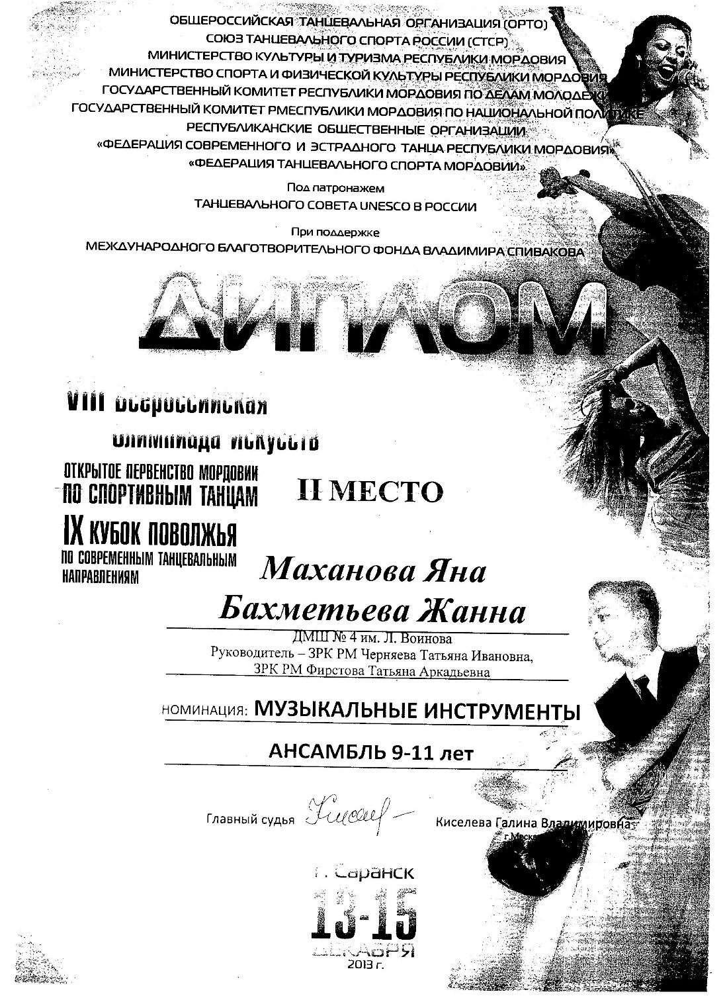 ОБЩЕРОССИЙСКАЯ ТАНЦЕВАЛЬНАЯ ОРГАНИЗАЦИЯ (ОРТО)
СОЮЗ ТАНЦЕВАЛЬНОГО СПОРТА РОССИИ (СТСР)
МИНИСТЕРСТВО КУЛЬТУРЫ И ТУРИЗМА РЕСПУБЛИКИ МОРДОВИЯ
МИНИСТЕРСТВО СПОРТА И ФИЗИЧЕСКОЙ КУЛЬТУРЫ РЕСПУБЛИКИ МОРДОВИЯ
ГОСУДАРСТВЕННЫЙ КОМИТЕТ РЕСПУБЛИКИ МОРДОВИЯ ПО ДЕЛАМ МОЛОДЕЖИ
ГОСУДАРСТВЕННЫЙ КОМИТЕТ РМЕСПУБЛИКИ МОРДОВИЯ ПО НАЦИОНАЛЬНОЙ ПОЛИТИКЕ
РЕСПУБЛИКАНСКИЕ ОБЩЕСТВЕННЫЕ ОРГАНИЗАЦИИ
«ФЕДЕРАЦИЯ СОВРЕМЕННОГО И ЭСТРАДНОГО ТАНЦА РЕСПУБЛИКИ МОРДОВИЯ»
«ФЕДЕРАЦИЯ ТАНЦЕВАЛЬНОГО СПОРТА МОРДОВИИ»
Под патронажем
ТАНЦЕВАЛЬНОГО СОВЕТА UNESCO В РОССИИ
При поддержке
МЕЖДУНАРОДНОГО БЛАГОТВОРИТЕЛЬНОГО ФОНДА ВЛАДИМИРА СПИВАКОВА
ДИПЛОМ
VIII Всероссийская
олимпиада искусств
ОТКРЫТОЕ ПЕРВЕНСТВО МОРДОВИИ
ПО СПОРТИВНЫМ ТАНЦАМ
II МЕСТО
IX КУБОК ПОВОЛЖЬЯ
ПО СОВРЕМЕННЫМ ТАНЦЕВАЛЬНЫМ
НАПРАВЛЕНИЯМ
Маханова Яна
Бахметьева Жанна
ДМШ № 4 им. Л. Воинова
Руководитель – ЗРК РМ Черняева Татьяна Ивановна,
ЗРК РМ Фирстова Татьяна Аркадьевна
НОМИНАЦИЯ: МУЗЫКАЛЬНЫЕ ИНСТРУМЕНТЫ
АНСАМБЛЬ 9-11 лет
Главный судья Киселева Галина Владимировна
г. Москва
г. Саранск
13-15
ДЕКАБРЯ
2013 г.